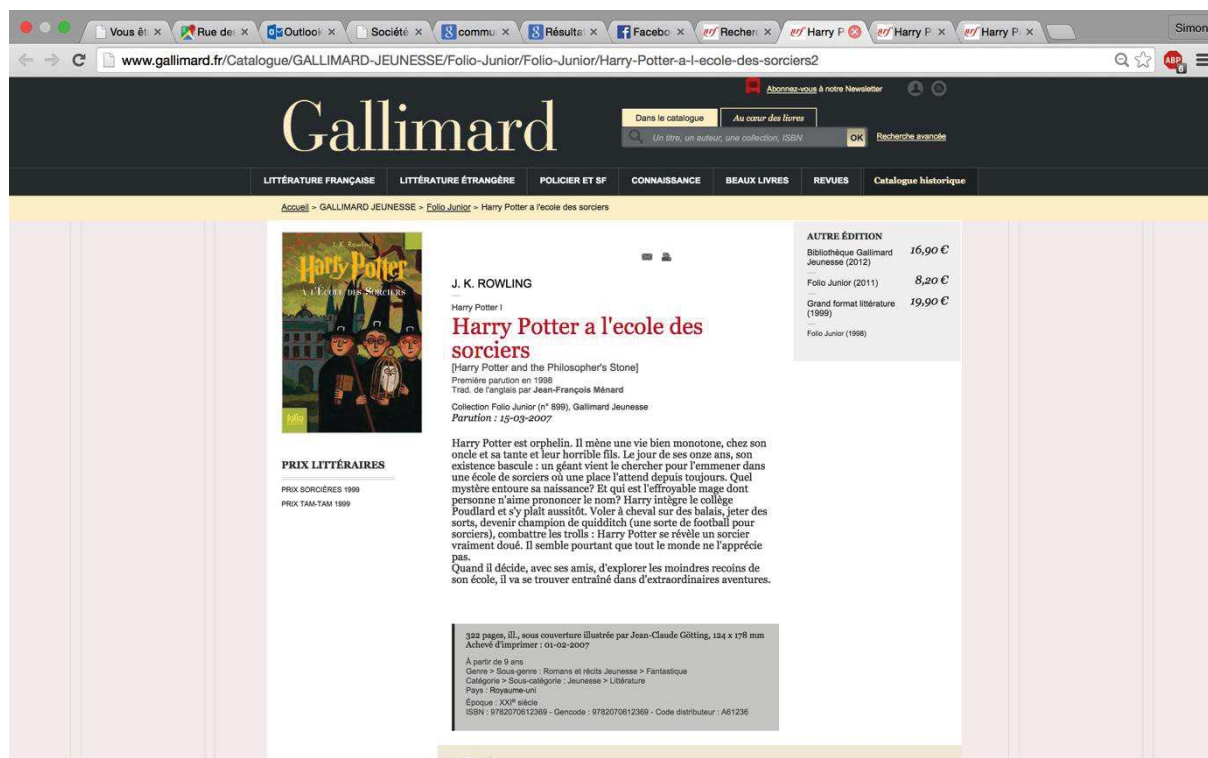 Vous êt
Rue de
Outlook
Société
commu
Résulta
Facebo
Recher
Harry P
Harry P
Harry P
Simon
www.gallimard.fr/Catalogue/GALLIMARD-JEUNESSE/Folio-Junior/Folio-Junior/Harry-Potter-a-l-ecole-des-sorciers2
ABP
6
Abonnez-vous à notre Newsletter
Gallimard
Dans le catalogue
Au cœur des livres
Un titre, un auteur, une collection, ISBN
OK
Recherche avancée
LITTÉRATURE FRANÇAISE
LITTÉRATURE ÉTRANGÈRE
POLICIER ET SF
CONNAISSANCE
BEAUX LIVRES
REVUES
Catalogue historique
Accueil > GALLIMARD JEUNESSE > Folio Junior > Harry Potter a l'ecole des sorciers
J. K. Rowling
Harry Potter
A L'ÉCOLE DES SORCIERS
folio
PRIX LITTÉRAIRES
PRIX SORCIÈRES 1999
PRIX TAM-TAM 1999
J. K. ROWLING
Harry Potter I
Harry Potter a l'ecole des
sorciers
[Harry Potter and the Philosopher's Stone]
Première parution en 1998
Trad. de l'anglais par Jean-François Ménard
Collection Folio Junior (n° 899), Gallimard Jeunesse
Parution : 15-03-2007
Harry Potter est orphelin. Il mène une vie bien monotone, chez son
oncle et sa tante et leur horrible fils. Le jour de ses onze ans, son
existence bascule : un géant vient le chercher pour l'emmener dans
une école de sorciers où une place l'attend depuis toujours. Quel
mystère entoure sa naissance? Et qui est l'effroyable mage dont
personne n'aime prononcer le nom? Harry intègre le collège
Poudlard et s'y plaît aussitôt. Voler à cheval sur des balais, jeter des
sorts, devenir champion de quidditch (une sorte de football pour
sorciers), combattre les trolls : Harry Potter se révèle un sorcier
vraiment doué. Il semble pourtant que tout le monde ne l'apprécie
pas.
Quand il décide, avec ses amis, d'explorer les moindres recoins de
son école, il va se trouver entraîné dans d'extraordinaires aventures.
322 pages, ill., sous couverture illustrée par Jean-Claude Götting, 124 x 178 mm
Achevé d'imprimer : 01-02-2007
À partir de 9 ans
Genre > Sous-genre : Romans et récits Jeunesse > Fantastique
Catégorie > Sous-catégorie : Jeunesse > Littérature
Pays : Royaume-uni
Époque : XXIe siècle
ISBN : 9782070612369 - Gencode : 9782070612369 - Code distributeur : A61236
AUTRE ÉDITION
Bibliothèque Gallimard 16,90 €
Jeunesse (2012)
Folio Junior (2011) 8,20 €
Grand format littérature 19,90 €
(1999)
Folio Junior (1998)